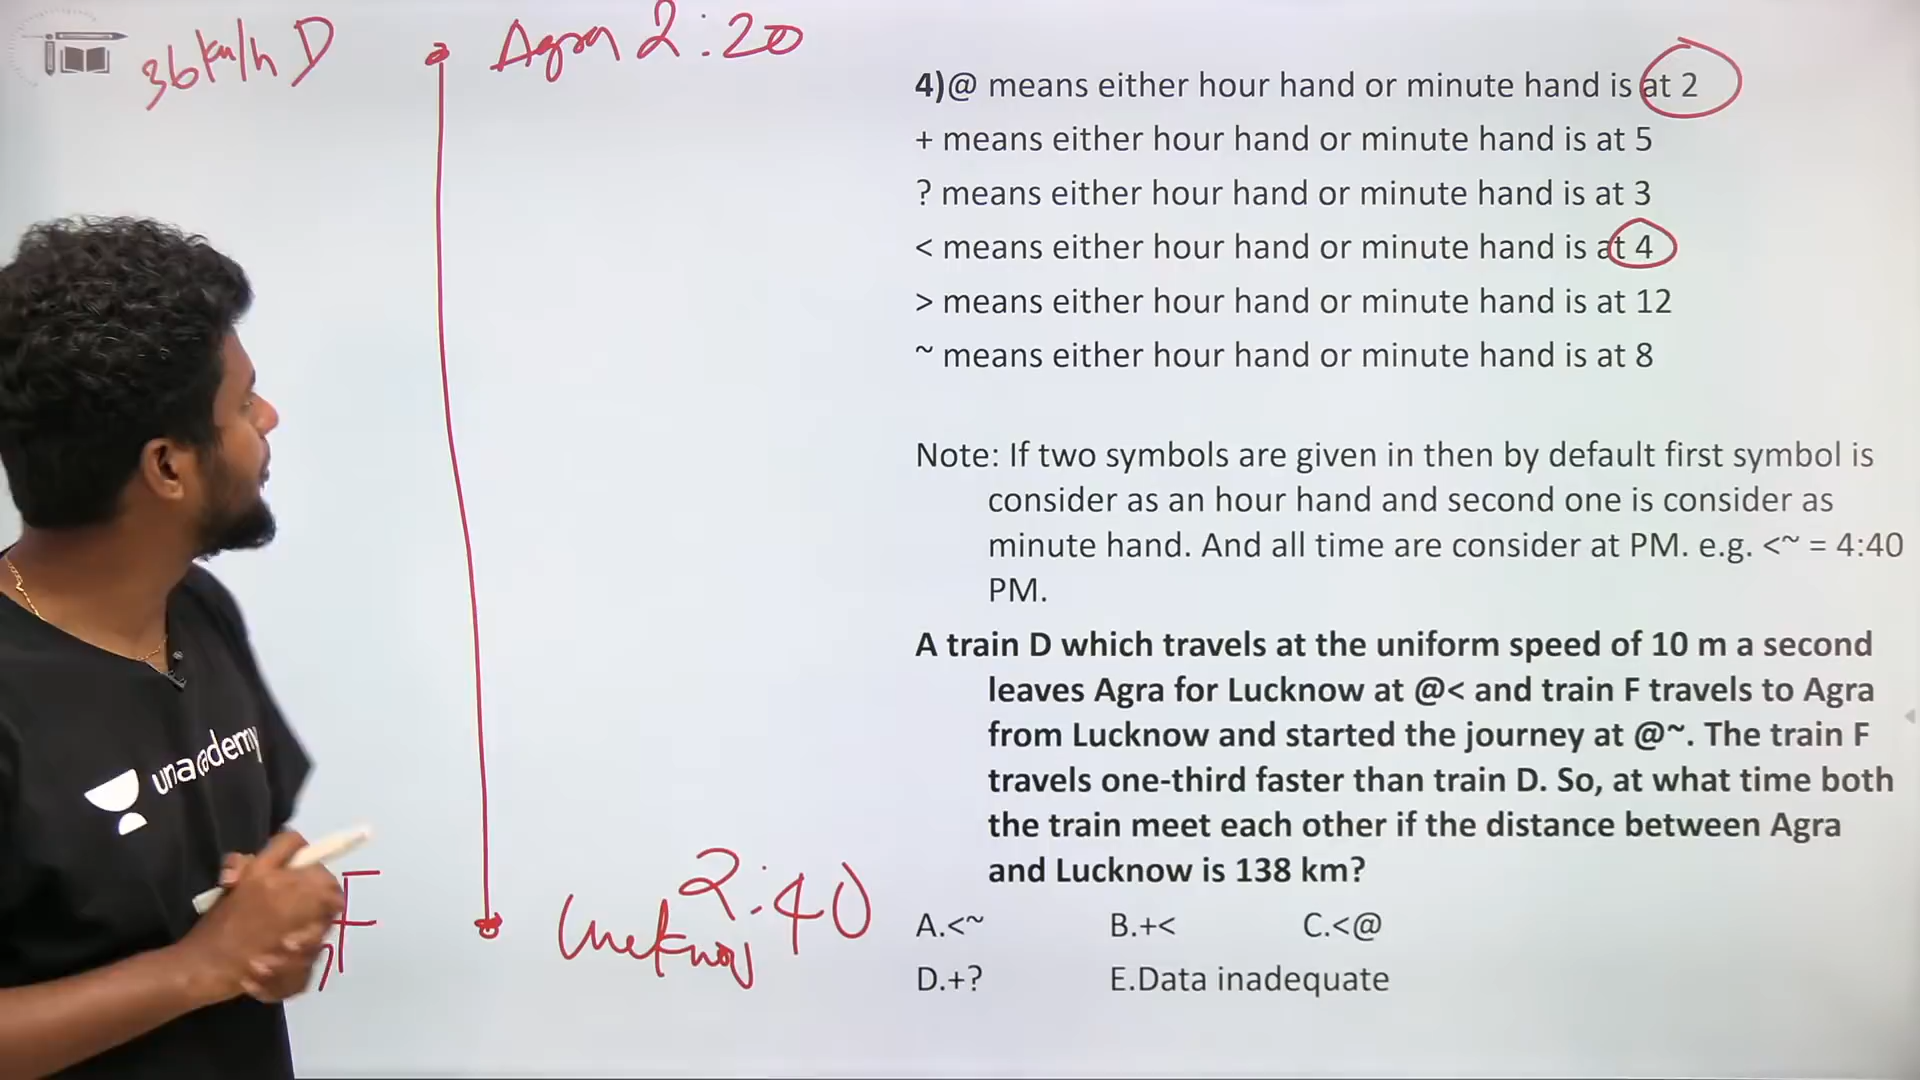 36 km/h D
Agra 2:20
4)@ means either hour hand or minute hand is at 2
+ means either hour hand or minute hand is at 5
? means either hour hand or minute hand is at 3
< means either hour hand or minute hand is at 4
> means either hour hand or minute hand is at 12
~ means either hour hand or minute hand is at 8
Note: If two symbols are given in then by default first symbol is
consider as an hour hand and second one is consider as
minute hand. And all time are consider at PM. e.g. <~ = 4:40
PM.
A train D which travels at the uniform speed of 10 m a second
leaves Agra for Lucknow at @< and train F travels to Agra
from Lucknow and started the journey at @~. The train F
travels one-third faster than train D. So, at what time both
the train meet each other if the distance between Agra
and Lucknow is 138 km?
A.<~ B.+< C.<@
D.+? E.Data inadequate
unacademy
F
2:40
Lucknow